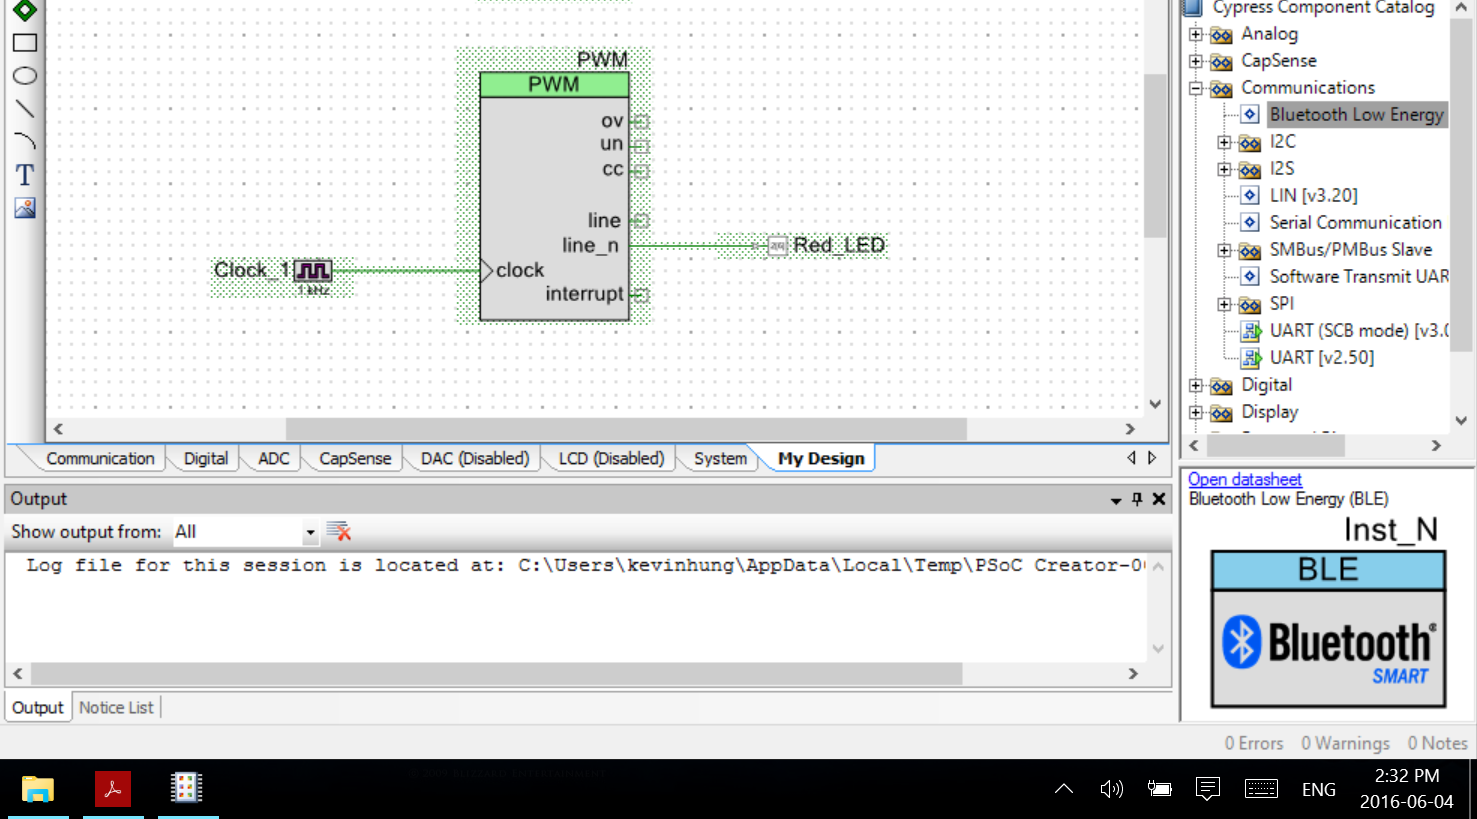 T
PWM
PWM
ov
un
cc
line
line_n
Red_LED
Clock_1
1 kHz
clock
interrupt
Cypress Component Catalog
Analog
CapSense
Communications
Bluetooth Low Energy
I2C
I2S
LIN [v3.20]
Serial Communication
SMBus/PMBus Slave
Software Transmit UAR
SPI
UART (SCB mode) [v3.0
UART [v2.50]
Digital
Display
Communication
Digital
ADC
CapSense
DAC (Disabled)
LCD (Disabled)
System
My Design
Output
Show output from: All
Log file for this session is located at: C:\Users\kevinhung\AppData\Local\Temp\PSoC Creator-0
Output
Notice List
Open datasheet
Bluetooth Low Energy (BLE)
Inst_N
BLE
Bluetooth®
SMART
0 Errors 0 Warnings 0 Notes
ENG
2:32 PM
2016-06-04